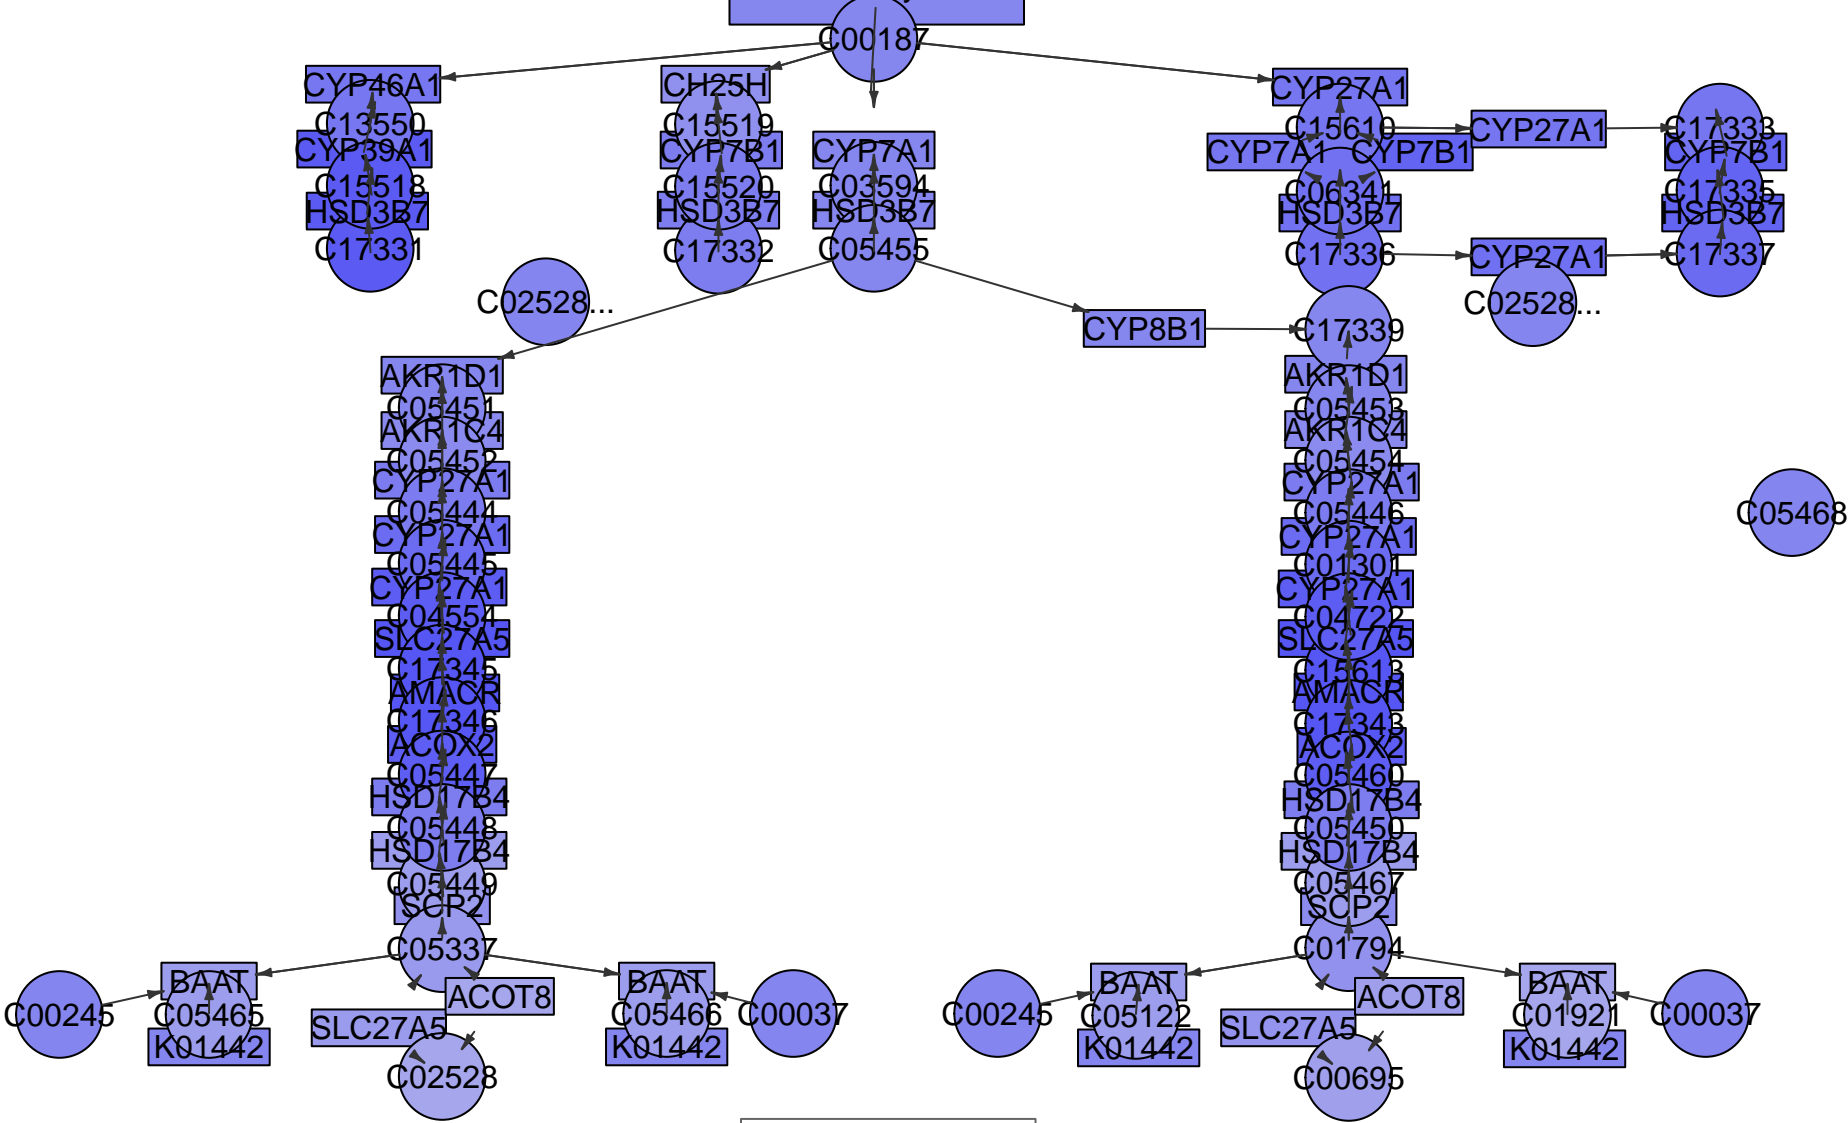 C00187
CYP46A1
CH25H
CYP27A1
C13550
C15519
C15610
CYP27A1
C17333
CYP39A1
CYP7B1
CYP7A1
CYP7A1
CYP7B1
CYP7B1
C15518
C15520
C03594
C06341
C17335
HSD3B7
HSD3B7
HSD3B7
HSD3B7
HSD3B7
C17331
C17332
C05455
C17336
CYP27A1
C17337
C02528...
C02528...
CYP8B1
C17339
AKR1D1
AKR1D1
C05451
C05453
AKR1C4
AKR1C4
C05452
C05454
CYP27A1
CYP27A1
C05444
C05446
C05468
CYP27A1
CYP27A1
C05445
C01301
CYP27A1
CYP27A1
C04554
C04722
SLC27A5
SLC27A5
C17345
C15613
AMACR
AMACR
C17346
C17343
ACOX2
ACOX2
C05447
C05460
HSD17B4
HSD17B4
C05448
C05450
HSD17B4
HSD17B4
C05449
C05467
SCP2
SCP2
C05337
C01794
BAAT
BAAT
BAAT
BAAT
ACOT8
ACOT8
C00245
C05465
C05466
C00037
C00245
C05122
C01921
C00037
SLC27A5
SLC27A5
K01442
K01442
K01442
K01442
C02528
C00695